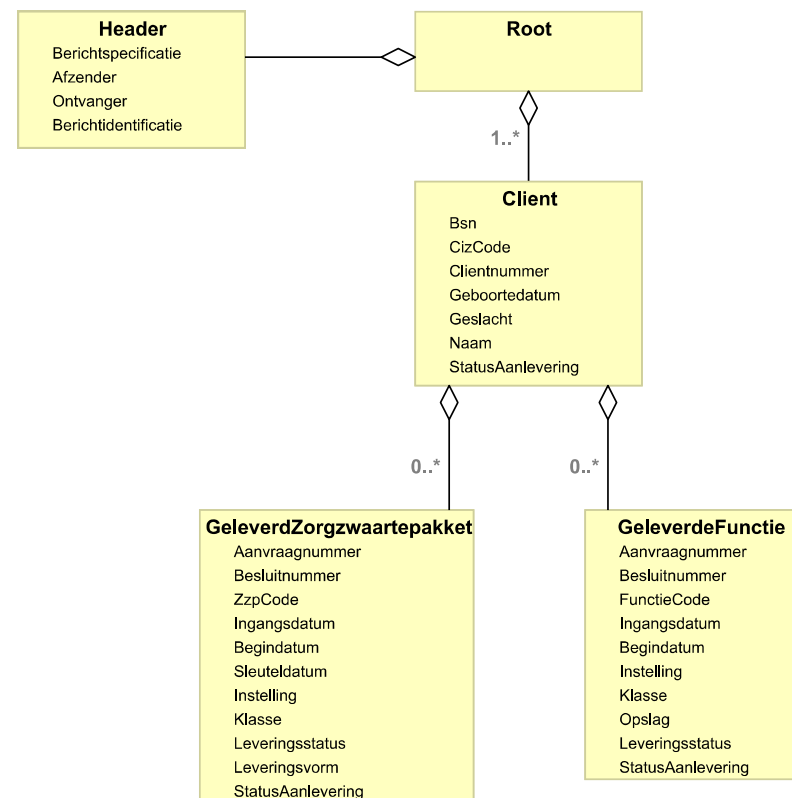 Header
Berichtspecificatie
Afzender
Ontvanger
Berichtidentificatie
Root
1..*
Client
Bsn
CizCode
Clientnummer
Geboortedatum
Geslacht
Naam
StatusAanlevering
0..*
0..*
GeleverdZorgzwaartepakket
Aanvraagnummer
Besluitnummer
ZzpCode
Ingangsdatum
Begindatum
Sleuteldatum
Instelling
Klasse
Leveringsstatus
Leveringsvorm
StatusAanlevering
GeleverdeFunctie
Aanvraagnummer
Besluitnummer
FunctieCode
Ingangsdatum
Begindatum
Instelling
Klasse
Opslag
Leveringsstatus
StatusAanlevering